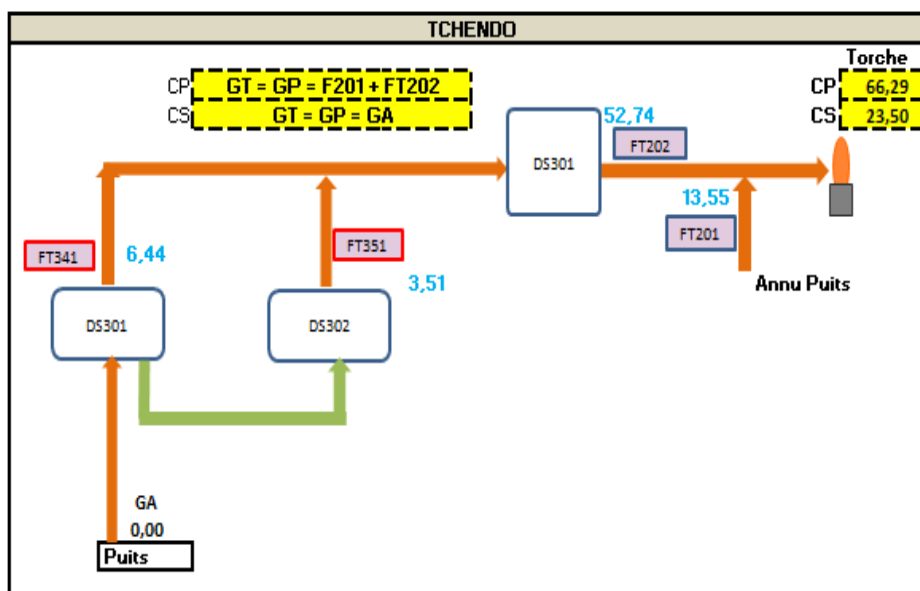 TCHENDO
Torche
CP GT = GP = F201 + FT202
CS GT = GP = GA
CP 66,29
CS 23,50
52,74
FT202
DS301
13,55
FT201
Annu Puits
FT341
6,44
FT351
3,51
DS301
DS302
GA
0,00
Puits